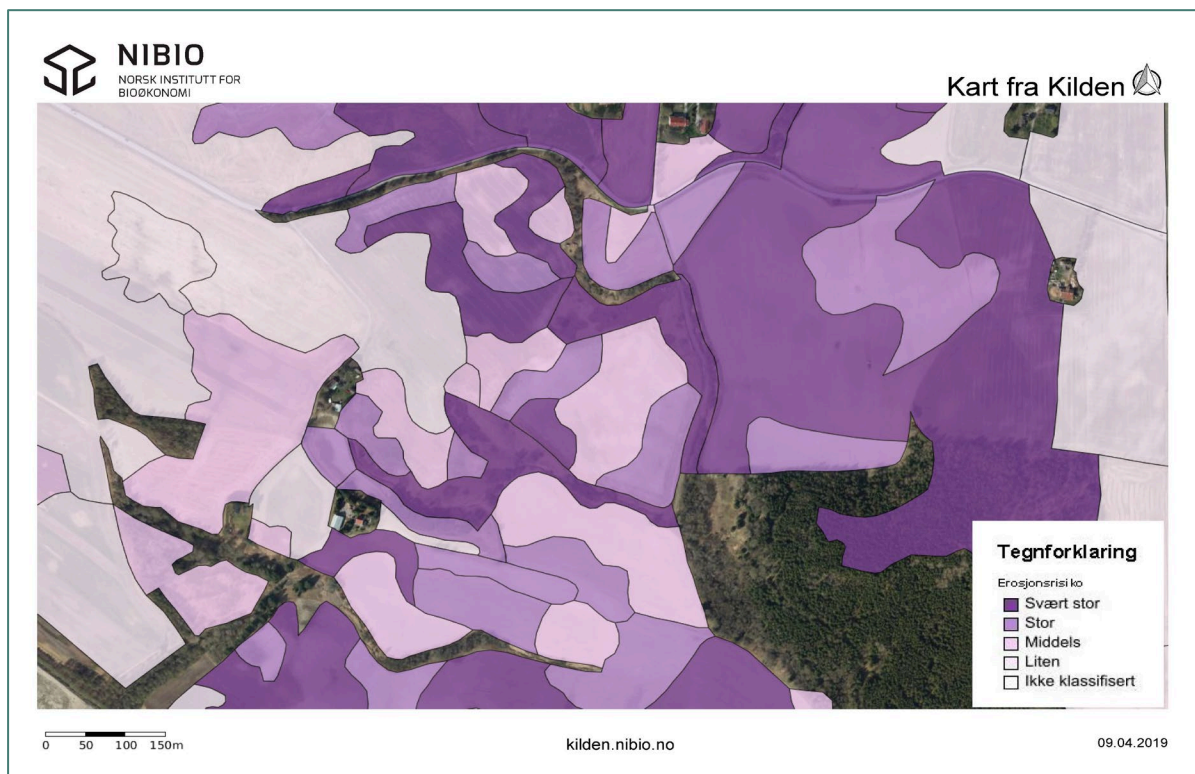 NIBIO
NORSK INSTITUTT FOR
BIOØKONOMI
Kart fra Kilden
Tegnforklaring
Erosjonsrisiko
Svært stor
Stor
Middels
Liten
Ikke klassifisert
0 50 100 150m
kilden.nibio.no
09.04.2019